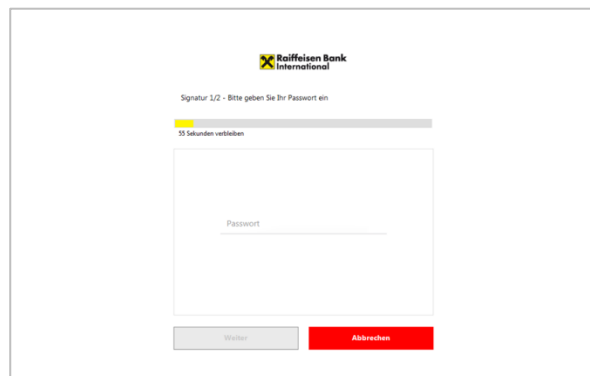 Raiffeisen Bank
International
Signatur 1/2 - Bitte geben Sie Ihr Passwort ein
55 Sekunden verbleiben
Passwort
Weiter
Abbrechen